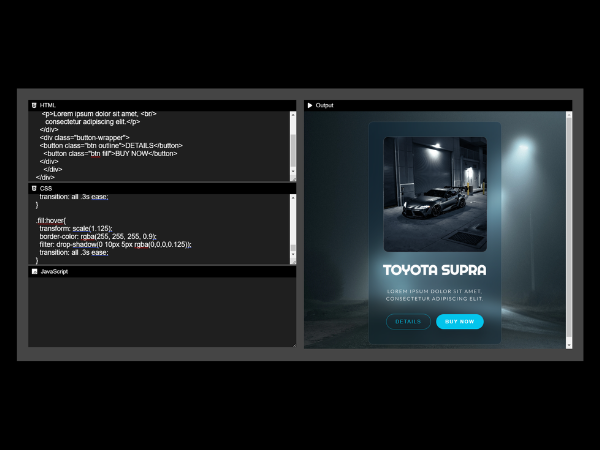 HTML
<p>Lorem ipsum dolor sit amet, <br/>
consectetur adipiscing elit.</p>
</div>
<div class="button-wrapper">
<button class="btn outline">DETAILS</button>
<button class="btn fill">BUY NOW</button>
</div>
</div>
</div>
CSS
transition: all .3s ease;
}
.fill:hover{
transform: scale(1.125);
border-color: rgba(255, 255, 255, 0.9);
filter: drop-shadow(0 10px 5px rgba(0,0,0,0.125));
transition: all .3s ease;
}
JavaScript
Output
TOYOTA SUPRA
LOREM IPSUM DOLOR SIT AMET,
CONSECTETUR ADIPISCING ELIT.
DETAILS
BUY NOW